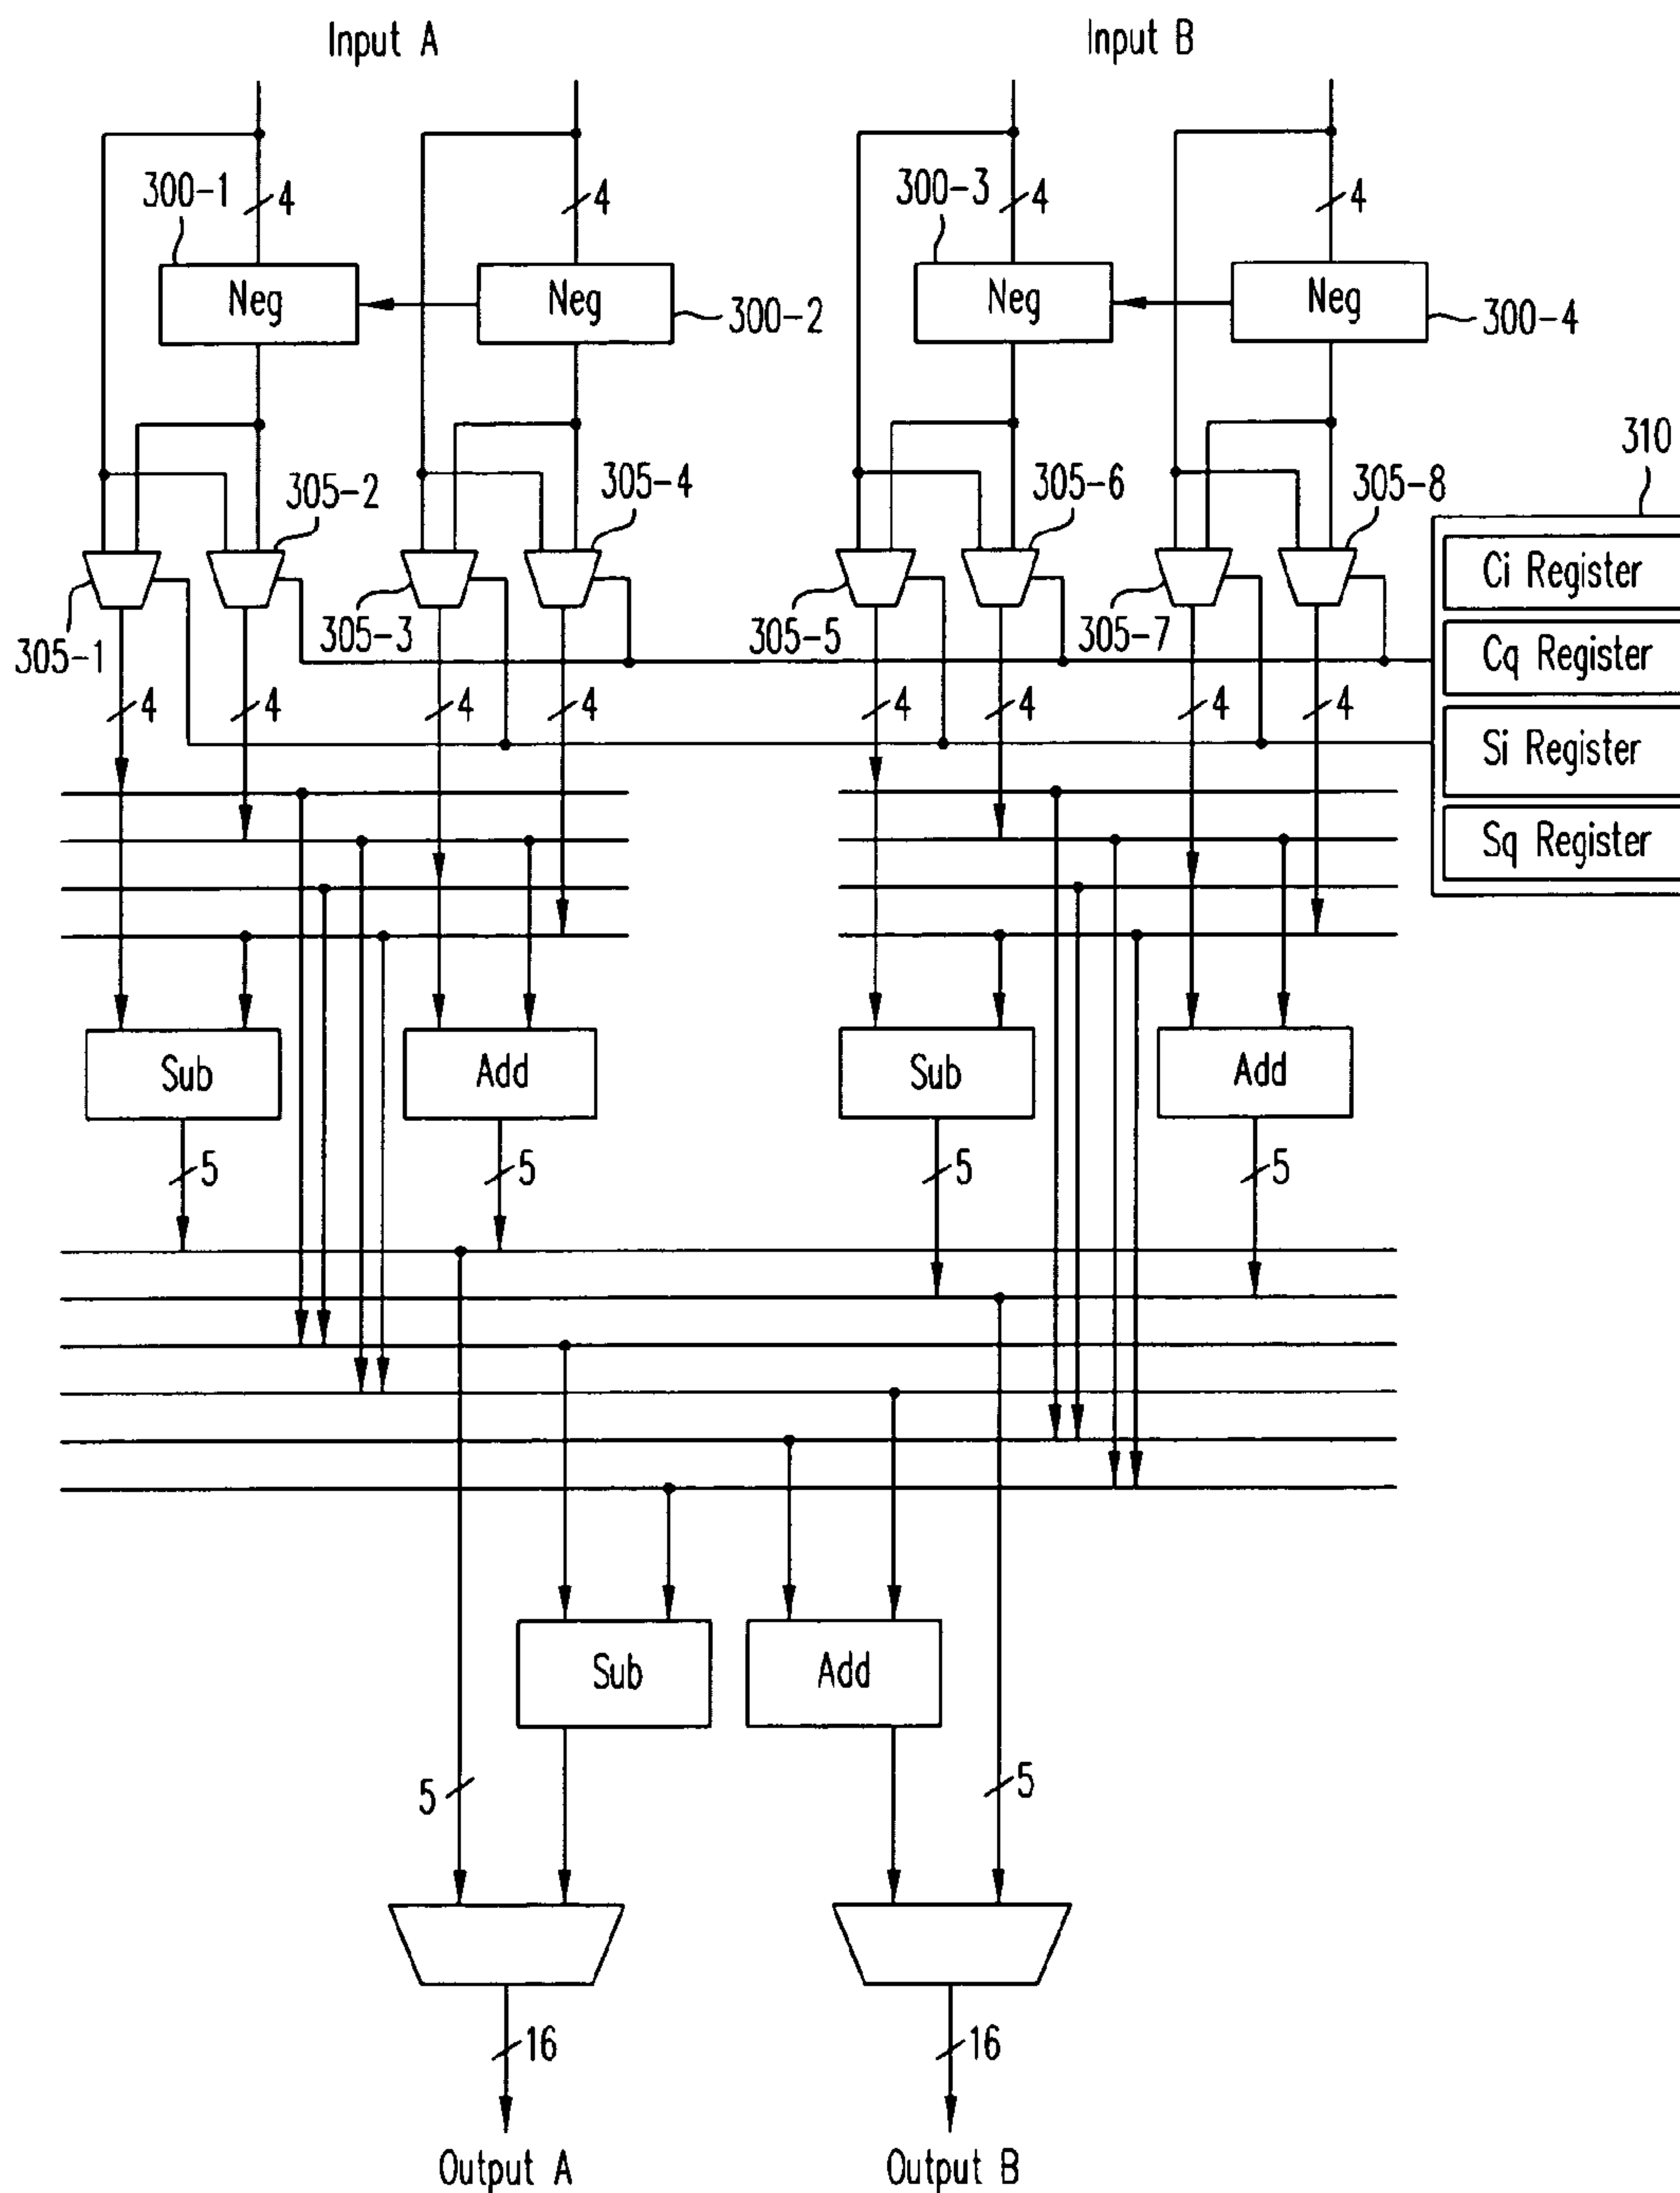 Input A
Input B
300-1
4
4
300-3
4
4
Neg
Neg
300-2
Neg
Neg
300-4
310
305-2
305-4
305-6
305-8
Ci Register
305-1
305-3
305-5
305-7
Cq Register
4
4
4
4
4
4
4
4
Si Register
Sq Register
Sub
Add
Sub
Add
5
5
5
5
Sub
Add
5
5
16
16
Output A
Output B